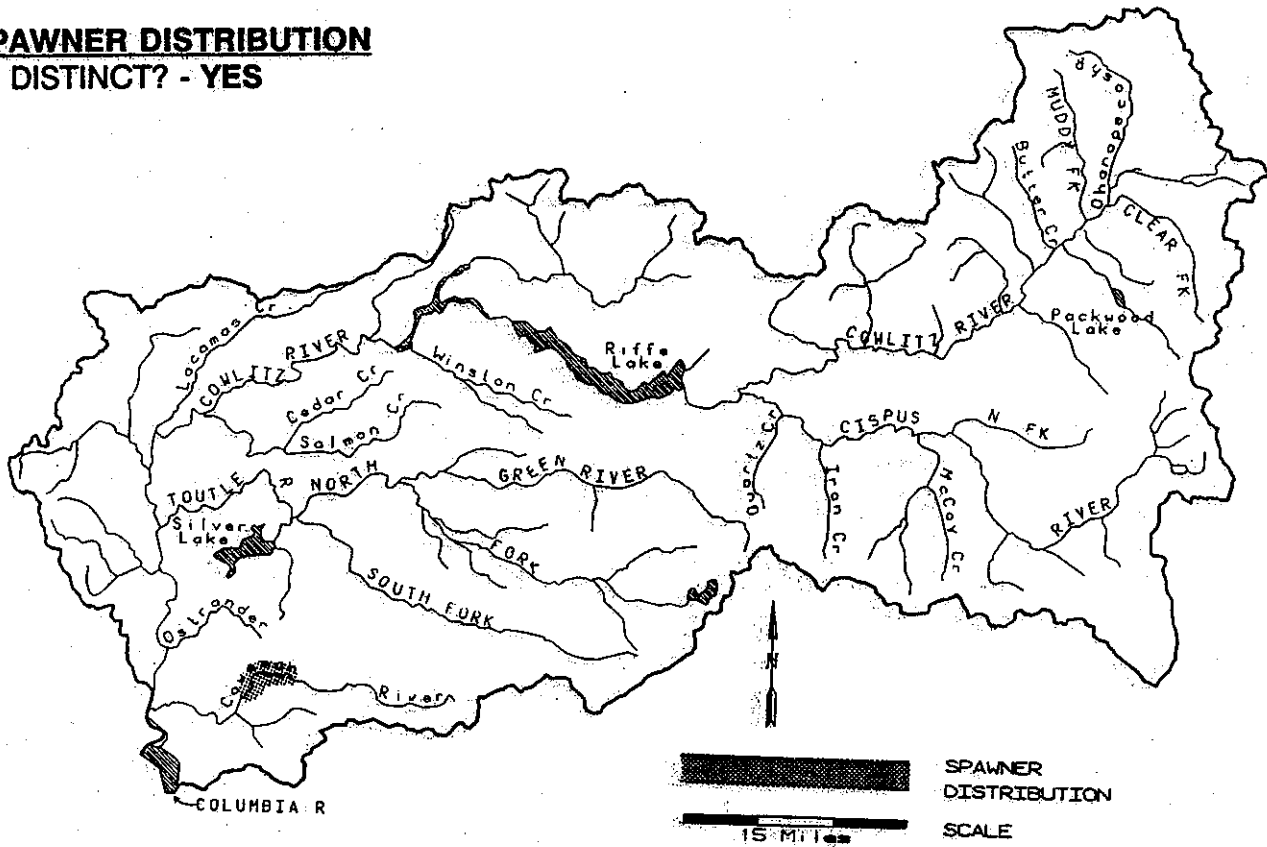 PAWNER DISTRIBUTION
DISTINCT? - YES
MUDDY FK
Butter Cr
Ohanapecosh R
CLEAR FK
Packwood
Lake
COWLITZ RIVER
Lacamas Cr
COWLITZ RIVER
Cedar Cr
Salmon Cr
Winston Cr
Riffe
Lake
CISPUS
N FK
RIVER
Quartz Cr
Iron Cr
McCoy Cr
TOUTLE R
NORTH
FORK
GREEN RIVER
Silver
Lake
SOUTH FORK
Ostrander
River
N
COLUMBIA R
SPAWNER
DISTRIBUTION
15 Miles
SCALE